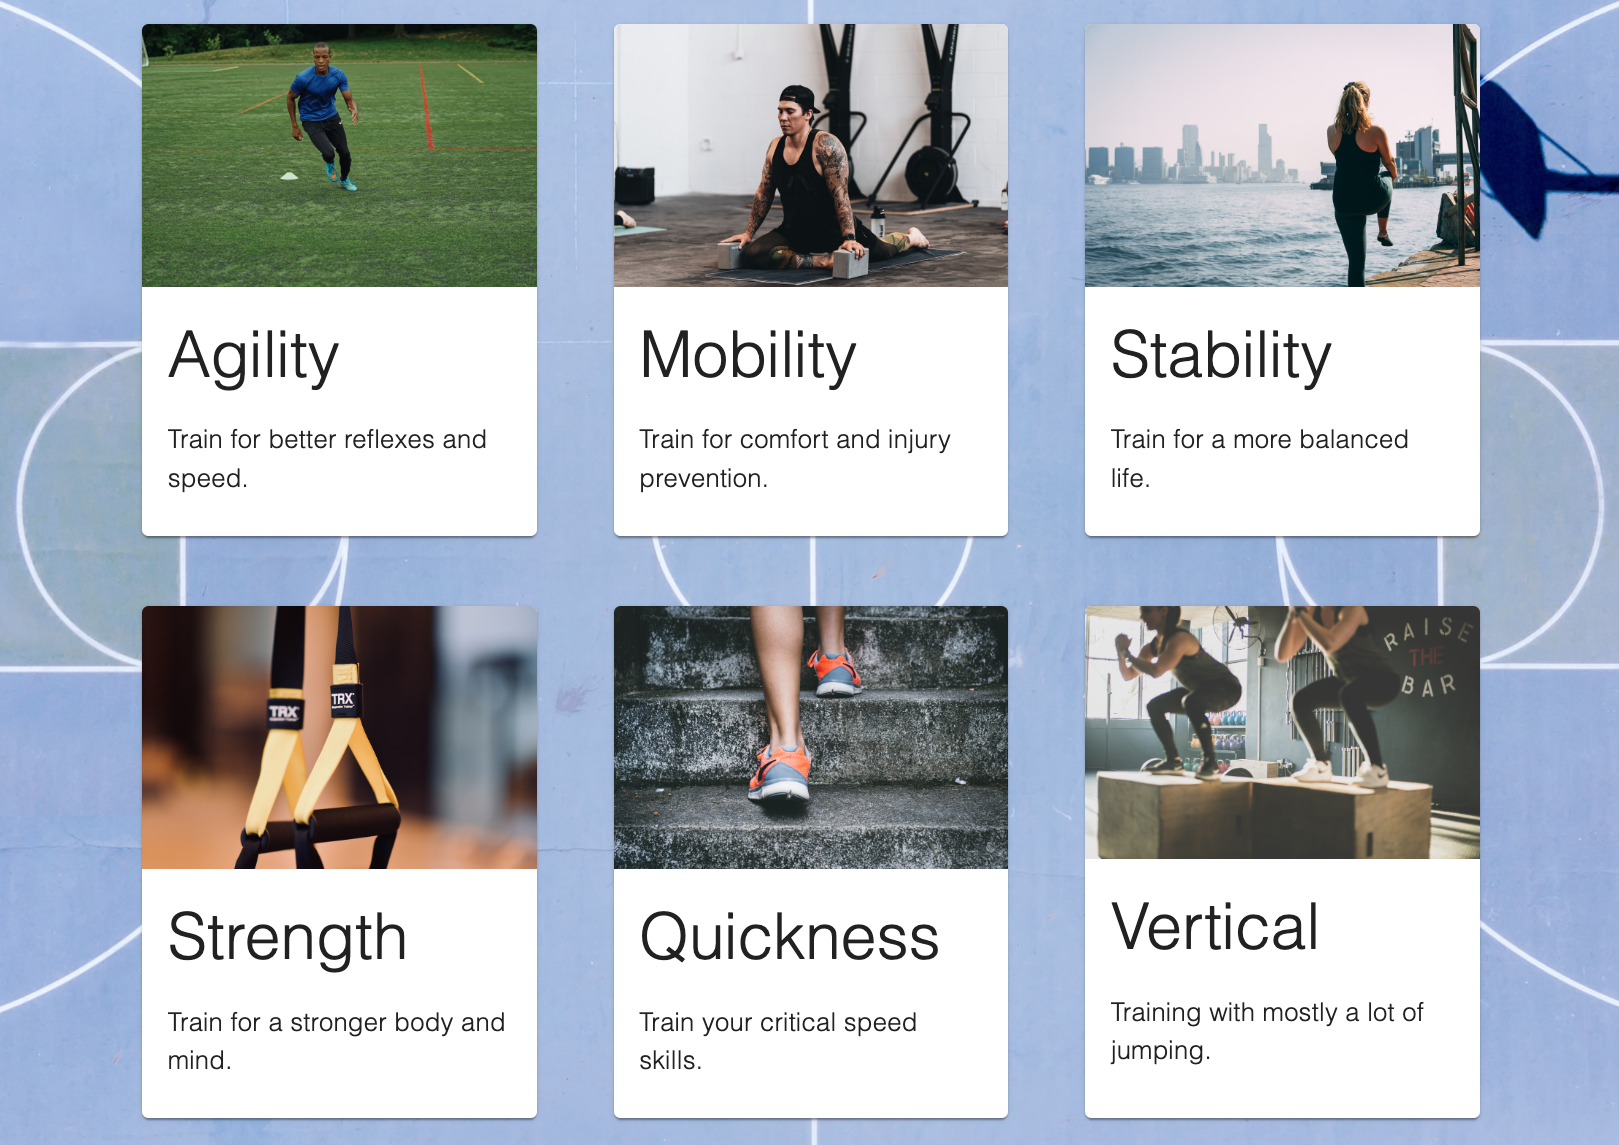 Agility
Train for better reflexes and
speed.
Mobility
Train for comfort and injury
prevention.
Stability
Train for a more balanced
life.
TRX
TRX
Strength
Train for a stronger body and
mind.
Quickness
Train your critical speed
skills.
RAISE
THE
BAR
Vertical
Training with mostly a lot of
jumping.